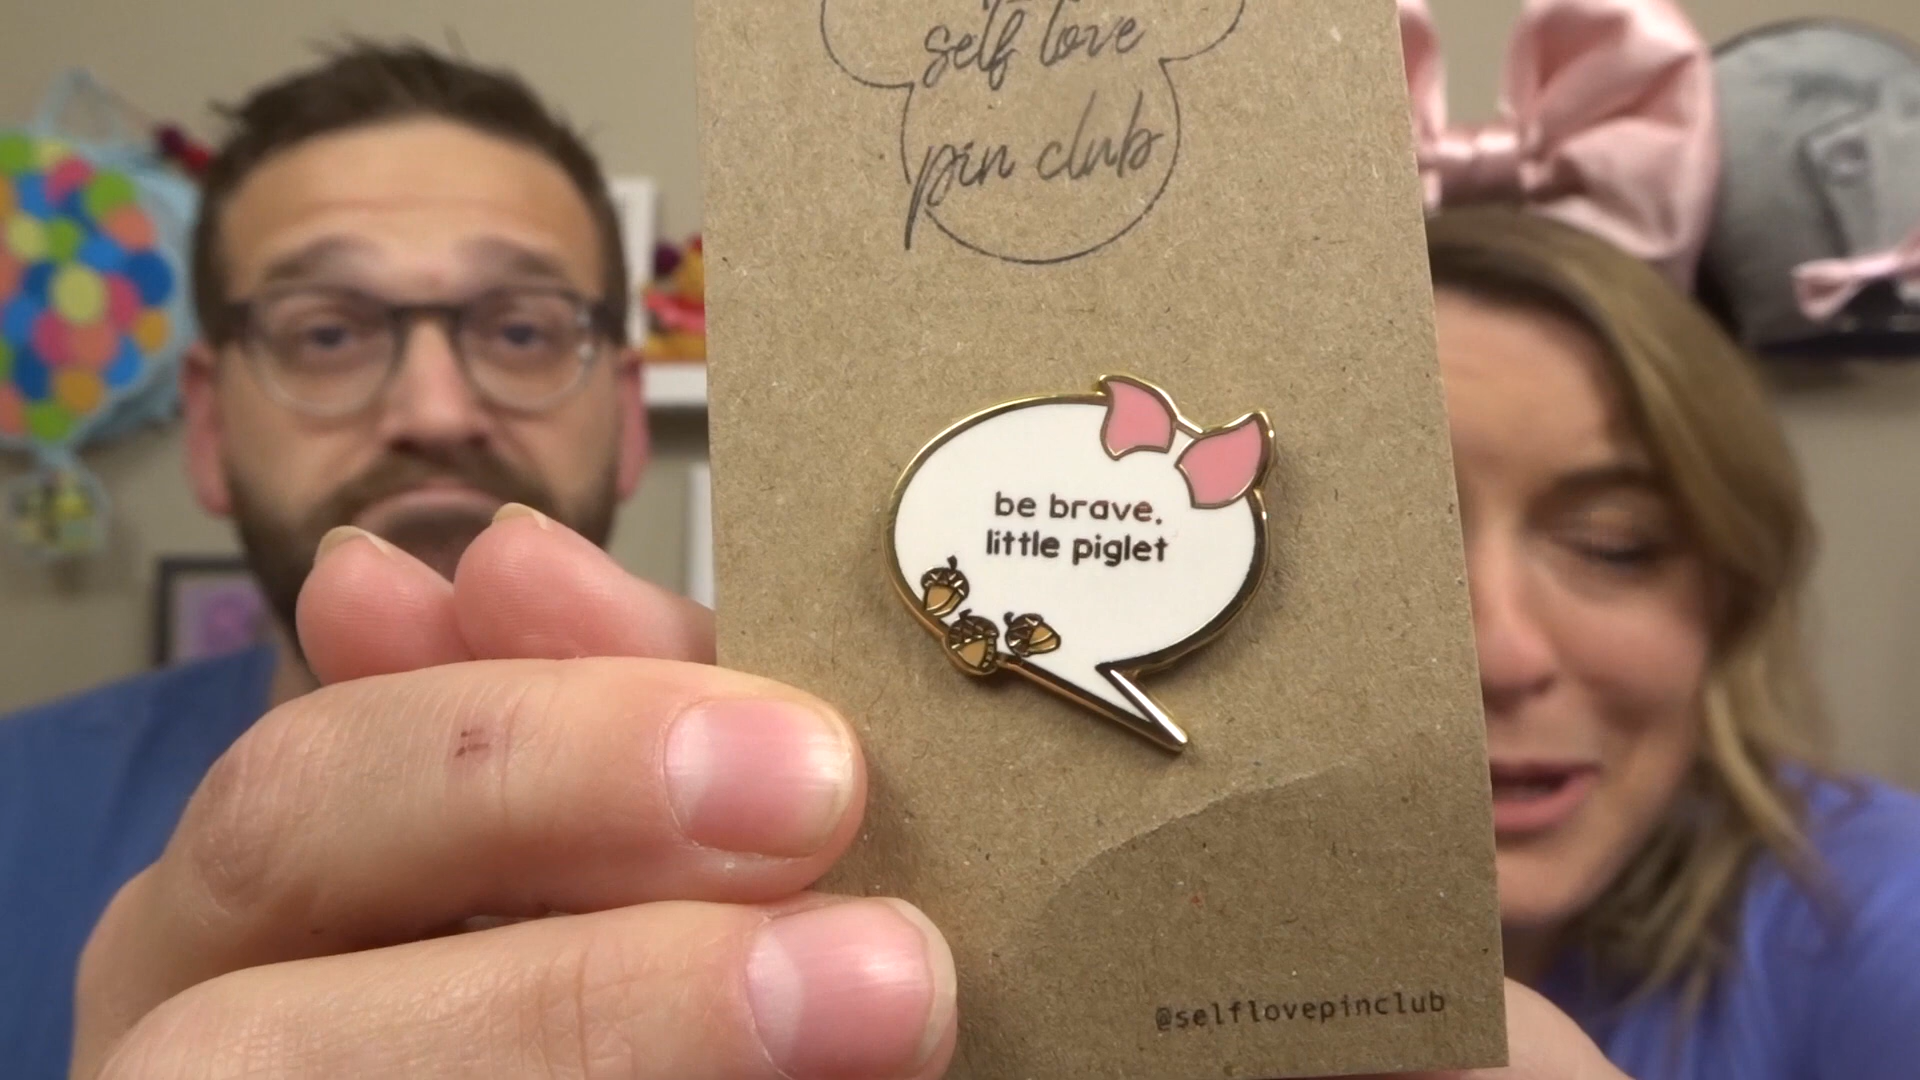 self love
pin club
be brave,
little piglet
@selflovepinclub